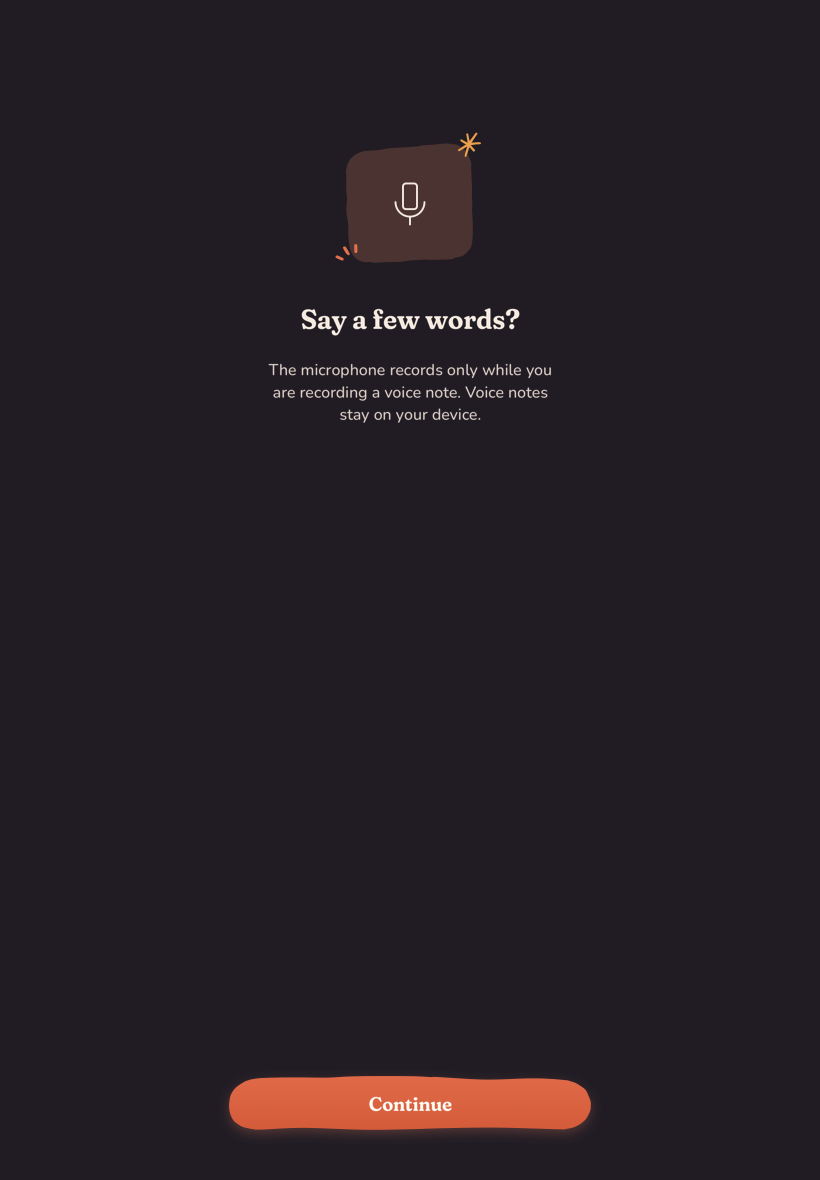 Say a few words?
The microphone records only while you
are recording a voice note. Voice notes
stay on your device.
Continue